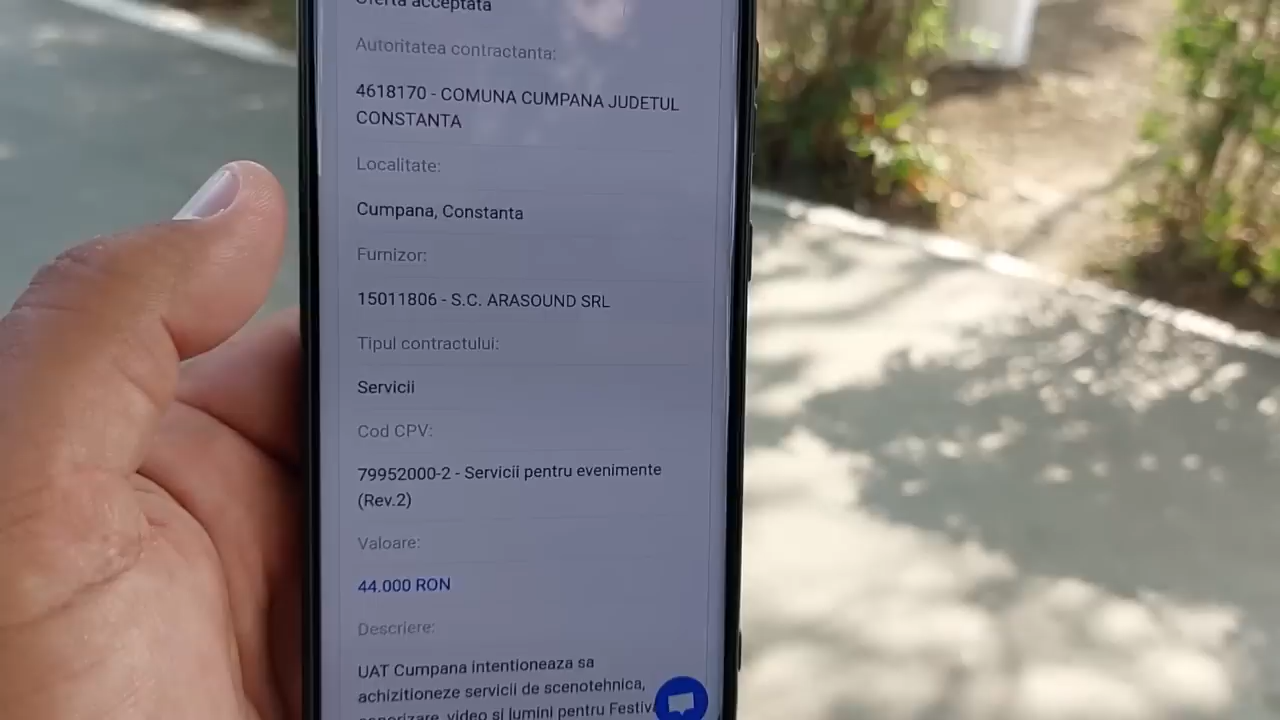 Oferta acceptata
Autoritatea contractanta:
4618170 - COMUNA CUMPANA JUDETUL
CONSTANTA
Localitate:
Cumpana, Constanta
Furnizor:
15011806 - S.C. ARASOUND SRL
Tipul contractului:
Servicii
Cod CPV:
79952000-2 - Servicii pentru evenimente
(Rev.2)
Valoare:
44.000 RON
Descriere:
UAT Cumpana intentioneaza sa
achizitioneze servicii de scenotehnica,
video si lumini pentru